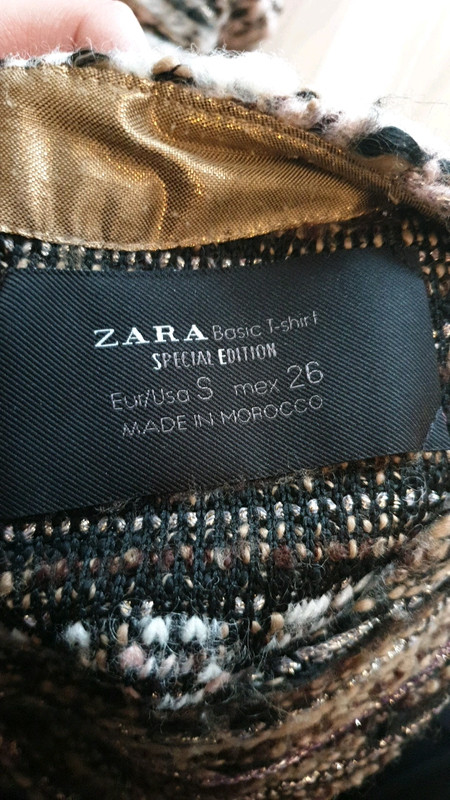 ZARA Basic T-shirt
SPECIAL EDITION
Eur/Usa S mex 26
MADE IN MOROCCO